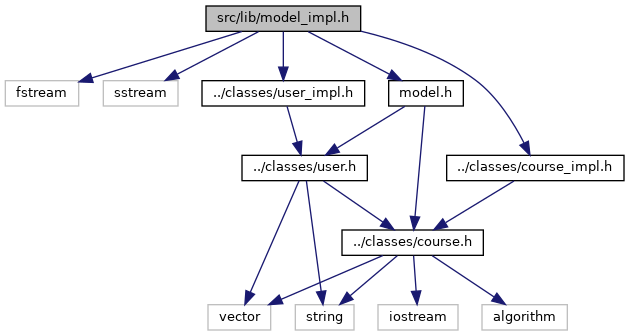 src/lib/model_impl.h
fstream
sstream
../classes/user_impl.h
model.h
../classes/user.h
../classes/course_impl.h
../classes/course.h
vector
string
iostream
algorithm